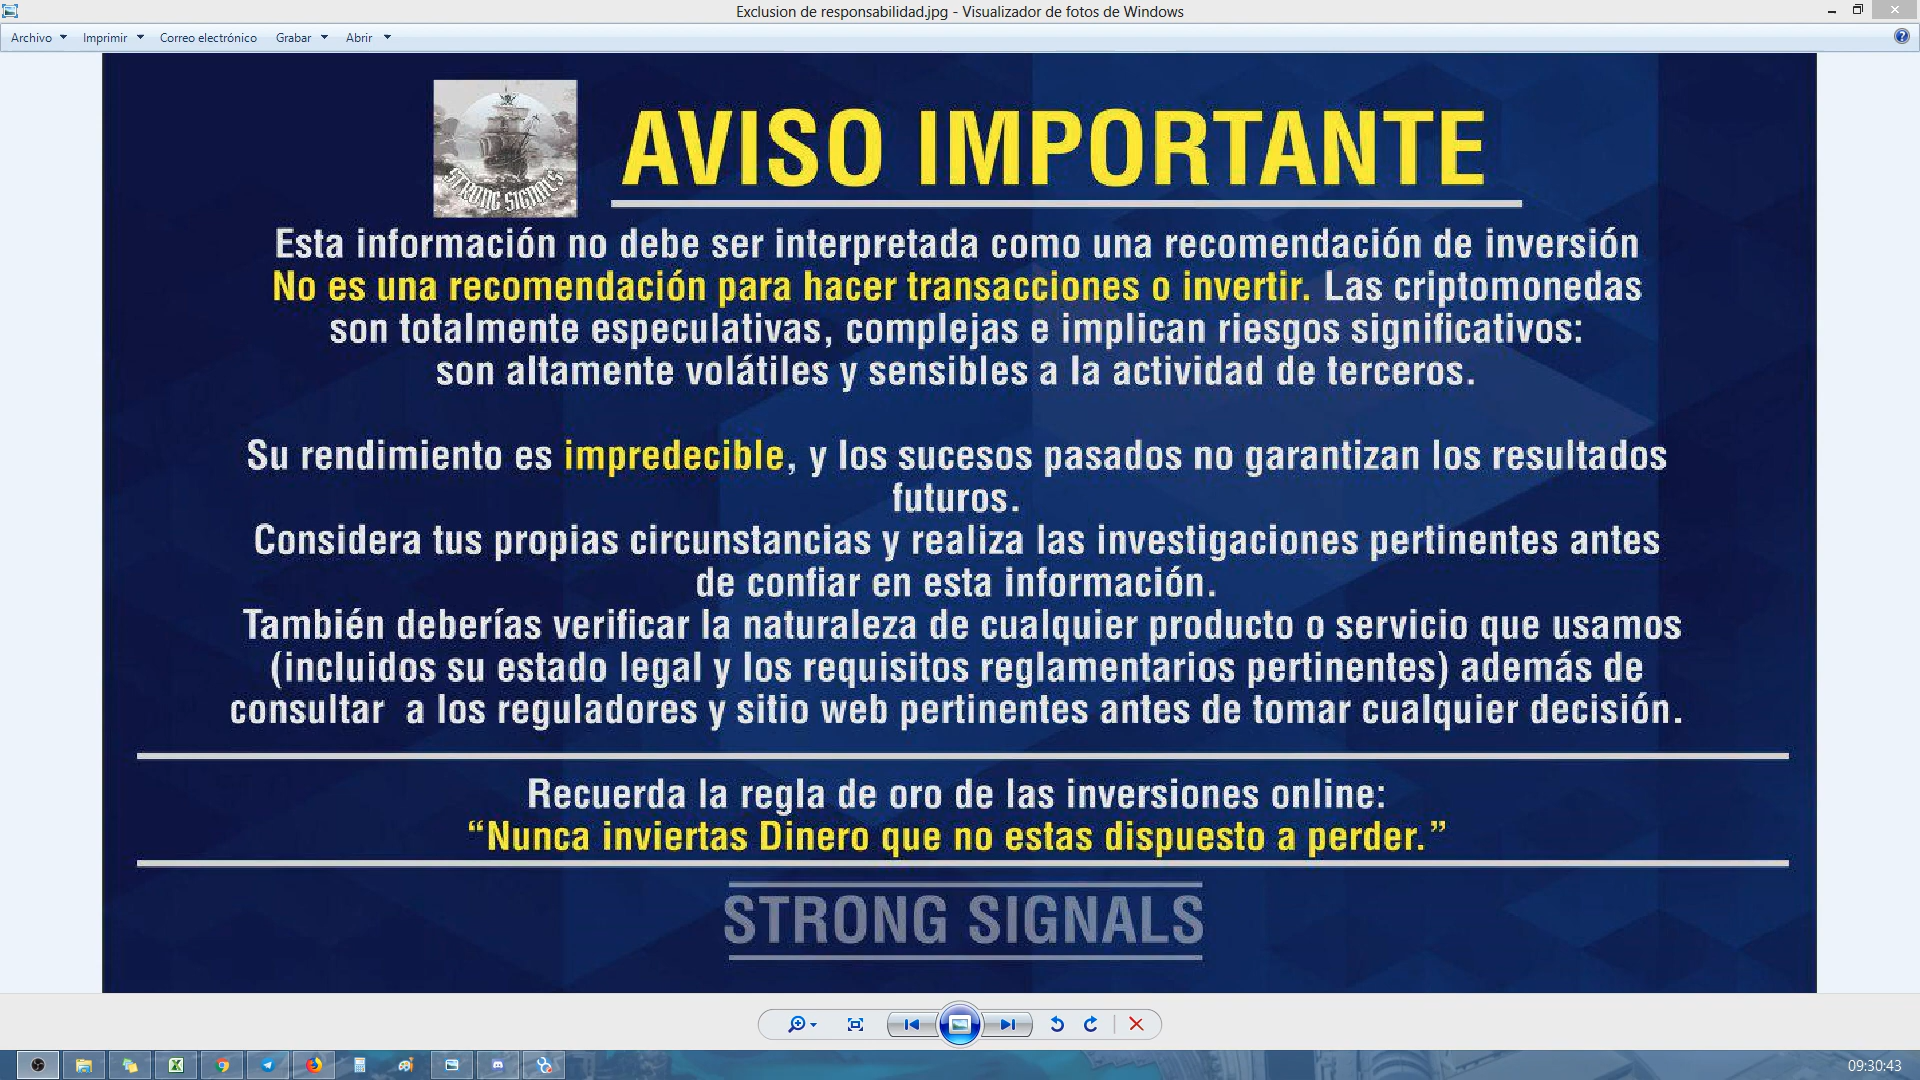 Exclusion de responsabilidad.jpg - Visualizador de fotos de Windows
Archivo Imprimir Correo electrónico Grabar Abrir
STRONG SIGNALS
AVISO IMPORTANTE
Esta información no debe ser interpretada como una recomendación de inversión
No es una recomendación para hacer transacciones o invertir. Las criptomonedas
son totalmente especulativas, complejas e implican riesgos significativos:
son altamente volátiles y sensibles a la actividad de terceros.
Su rendimiento es impredecible, y los sucesos pasados no garantizan los resultados
futuros.
Considera tus propias circunstancias y realiza las investigaciones pertinentes antes
de confiar en esta información.
También deberías verificar la naturaleza de cualquier producto o servicio que usamos
(incluidos su estado legal y los requisitos reglamentarios pertinentes) además de
consultar a los reguladores y sitio web pertinentes antes de tomar cualquier decisión.
Recuerda la regla de oro de las inversiones online:
“Nunca inviertas Dinero que no estas dispuesto a perder.”
STRONG SIGNALS
09:30:43